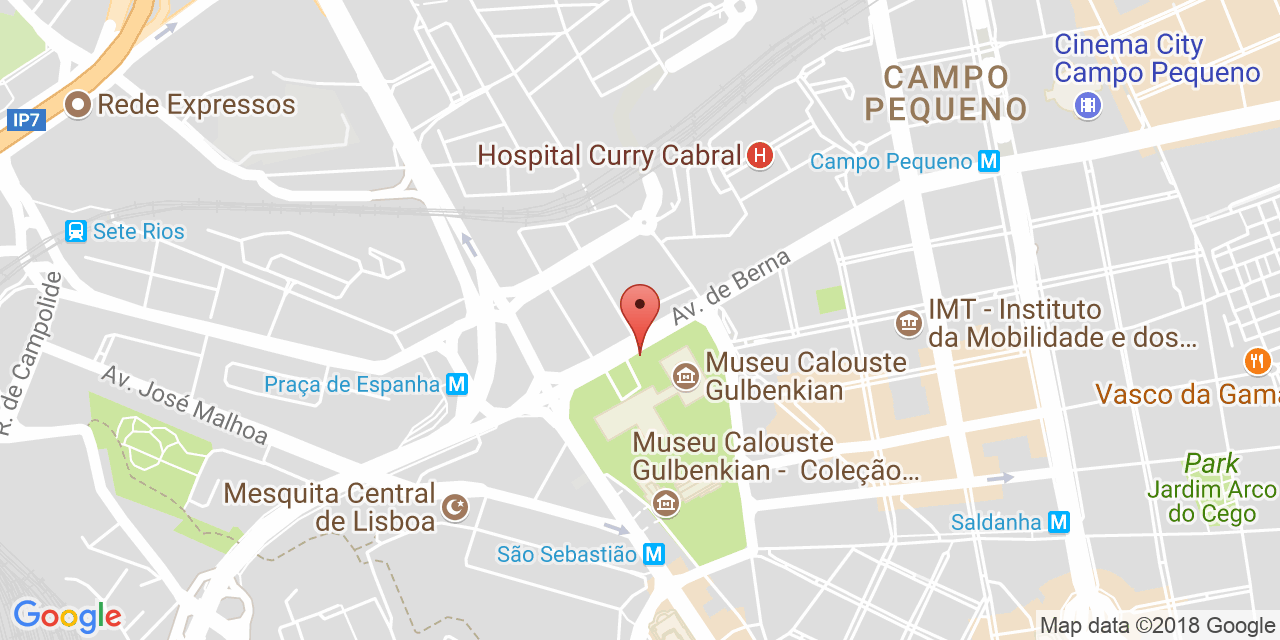 Cinema City
Campo Pequeno
CAMPO
PEQUENO
Rede Expressos
IP7
Hospital Curry Cabral
H
Campo Pequeno M
Sete Rios
Av. de Berna
R. de Campolide
IMT - Instituto
da Mobilidade e dos...
Museu Calouste
Gulbenkian
Praça de Espanha M
Av. José Malhoa
Vasco da Gama
Museu Calouste
Gulbenkian - Coleção...
Park
Jardim Arco
do Cego
Mesquita Central
de Lisboa
Saldanha M
São Sebastião M
Google
Map data ©2018 Google